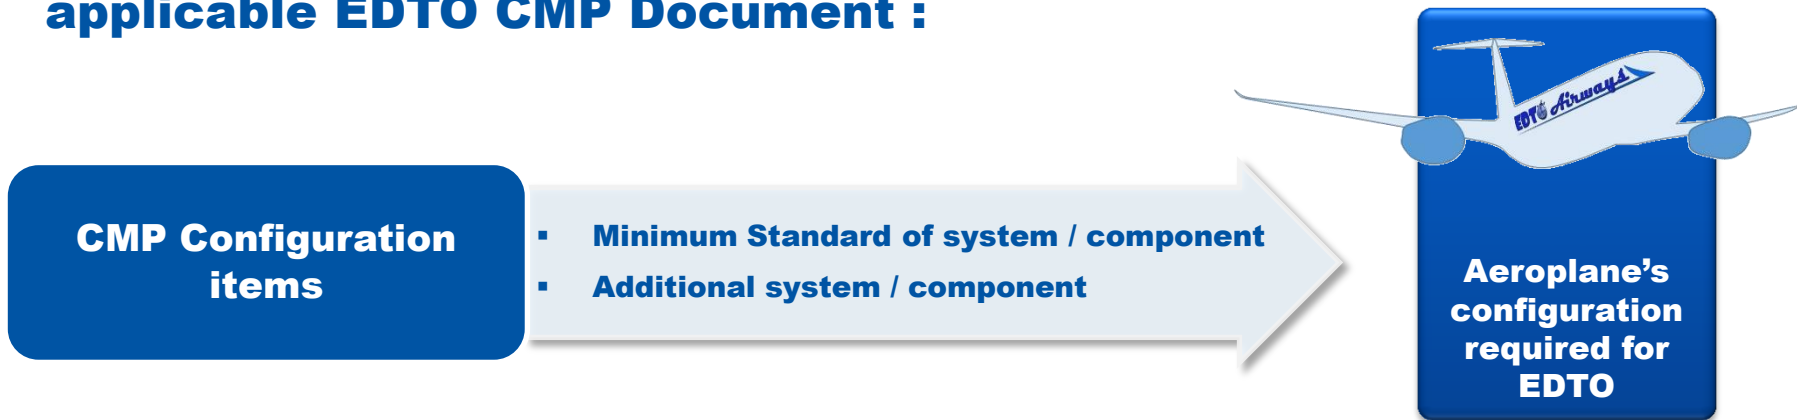 applicable EDTO CMP Document :
EDTO Airways
CMP Configuration
items
▪ Minimum Standard of system / component
▪ Additional system / component
Aeroplane’s
configuration
required for
EDTO